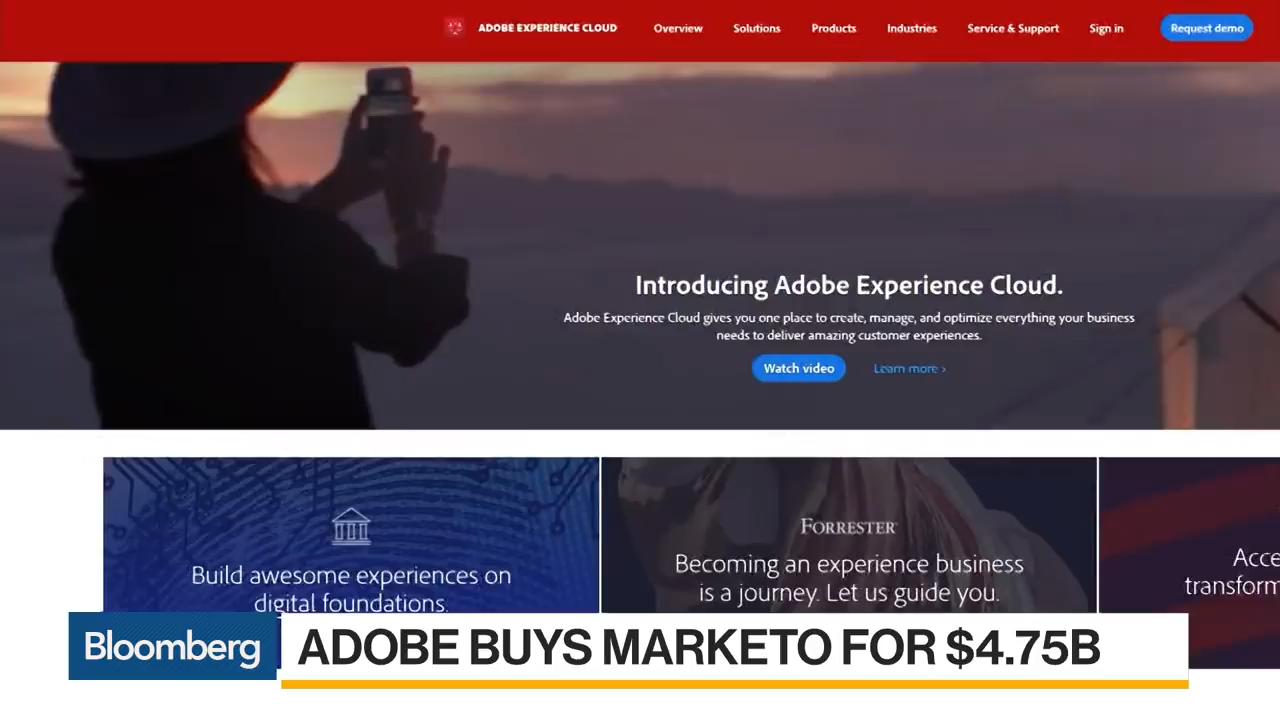 ADOBE EXPERIENCE CLOUD Overview Solutions Products Industries Service & Support Sign in Request demo
Introducing Adobe Experience Cloud.
Adobe Experience Cloud gives you one place to create, manage, and optimize everything your business
needs to deliver amazing customer experiences.
Watch video Learn more ›
Build awesome experiences on
digital foundations.
FORRESTER
Becoming an experience business
is a journey. Let us guide you.
Acce
transform
Bloomberg
ADOBE BUYS MARKETO FOR $4.75B